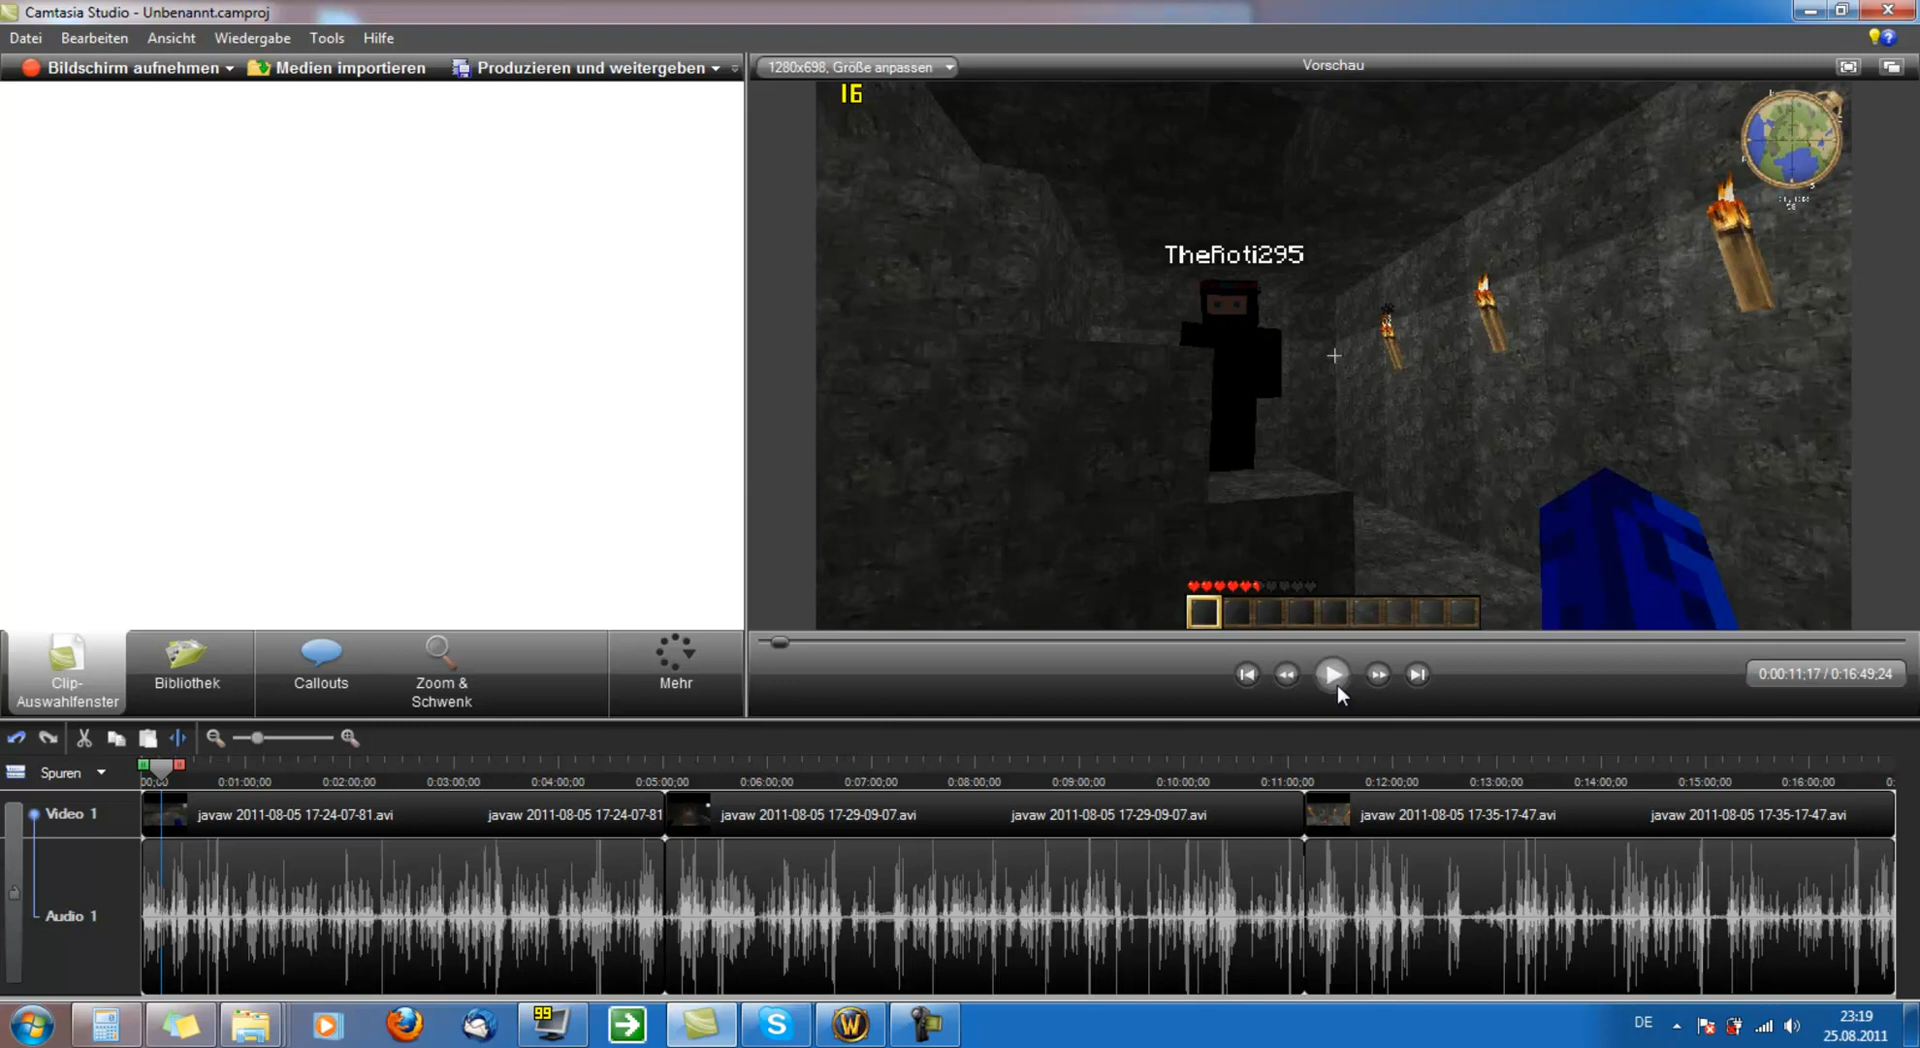 Camtasia Studio - Unbenannt.camproj
Datei Bearbeiten Ansicht Wiedergabe Tools Hilfe
Bildschirm aufnehmen Medien importieren Produzieren und weitergeben
1280x698, Größe anpassen Vorschau
16
TheRoti295
Clip-
Auswahlfenster
Bibliothek
Callouts
Zoom &
Schwenk
Mehr
0:00:11;17 / 0:16:49;24
Spuren
00;00 0:01:00;00 0:02:00;00 0:03:00;00 0:04:00;00 0:05:00;00 0:06:00;00 0:07:00;00 0:08:00;00 0:09:00;00 0:10:00;00 0:11:00;00 0:12:00;00 0:13:00;00 0:14:00;00 0:15:00;00 0:16:00;00 0:
Video 1 javaw 2011-08-05 17-24-07-81.avi javaw 2011-08-05 17-24-07-81 javaw 2011-08-05 17-29-09-07.avi javaw 2011-08-05 17-29-09-07.avi javaw 2011-08-05 17-35-17-47.avi javaw 2011-08-05 17-35-17-47.avi
Audio 1
99
DE
23:19
25.08.2011